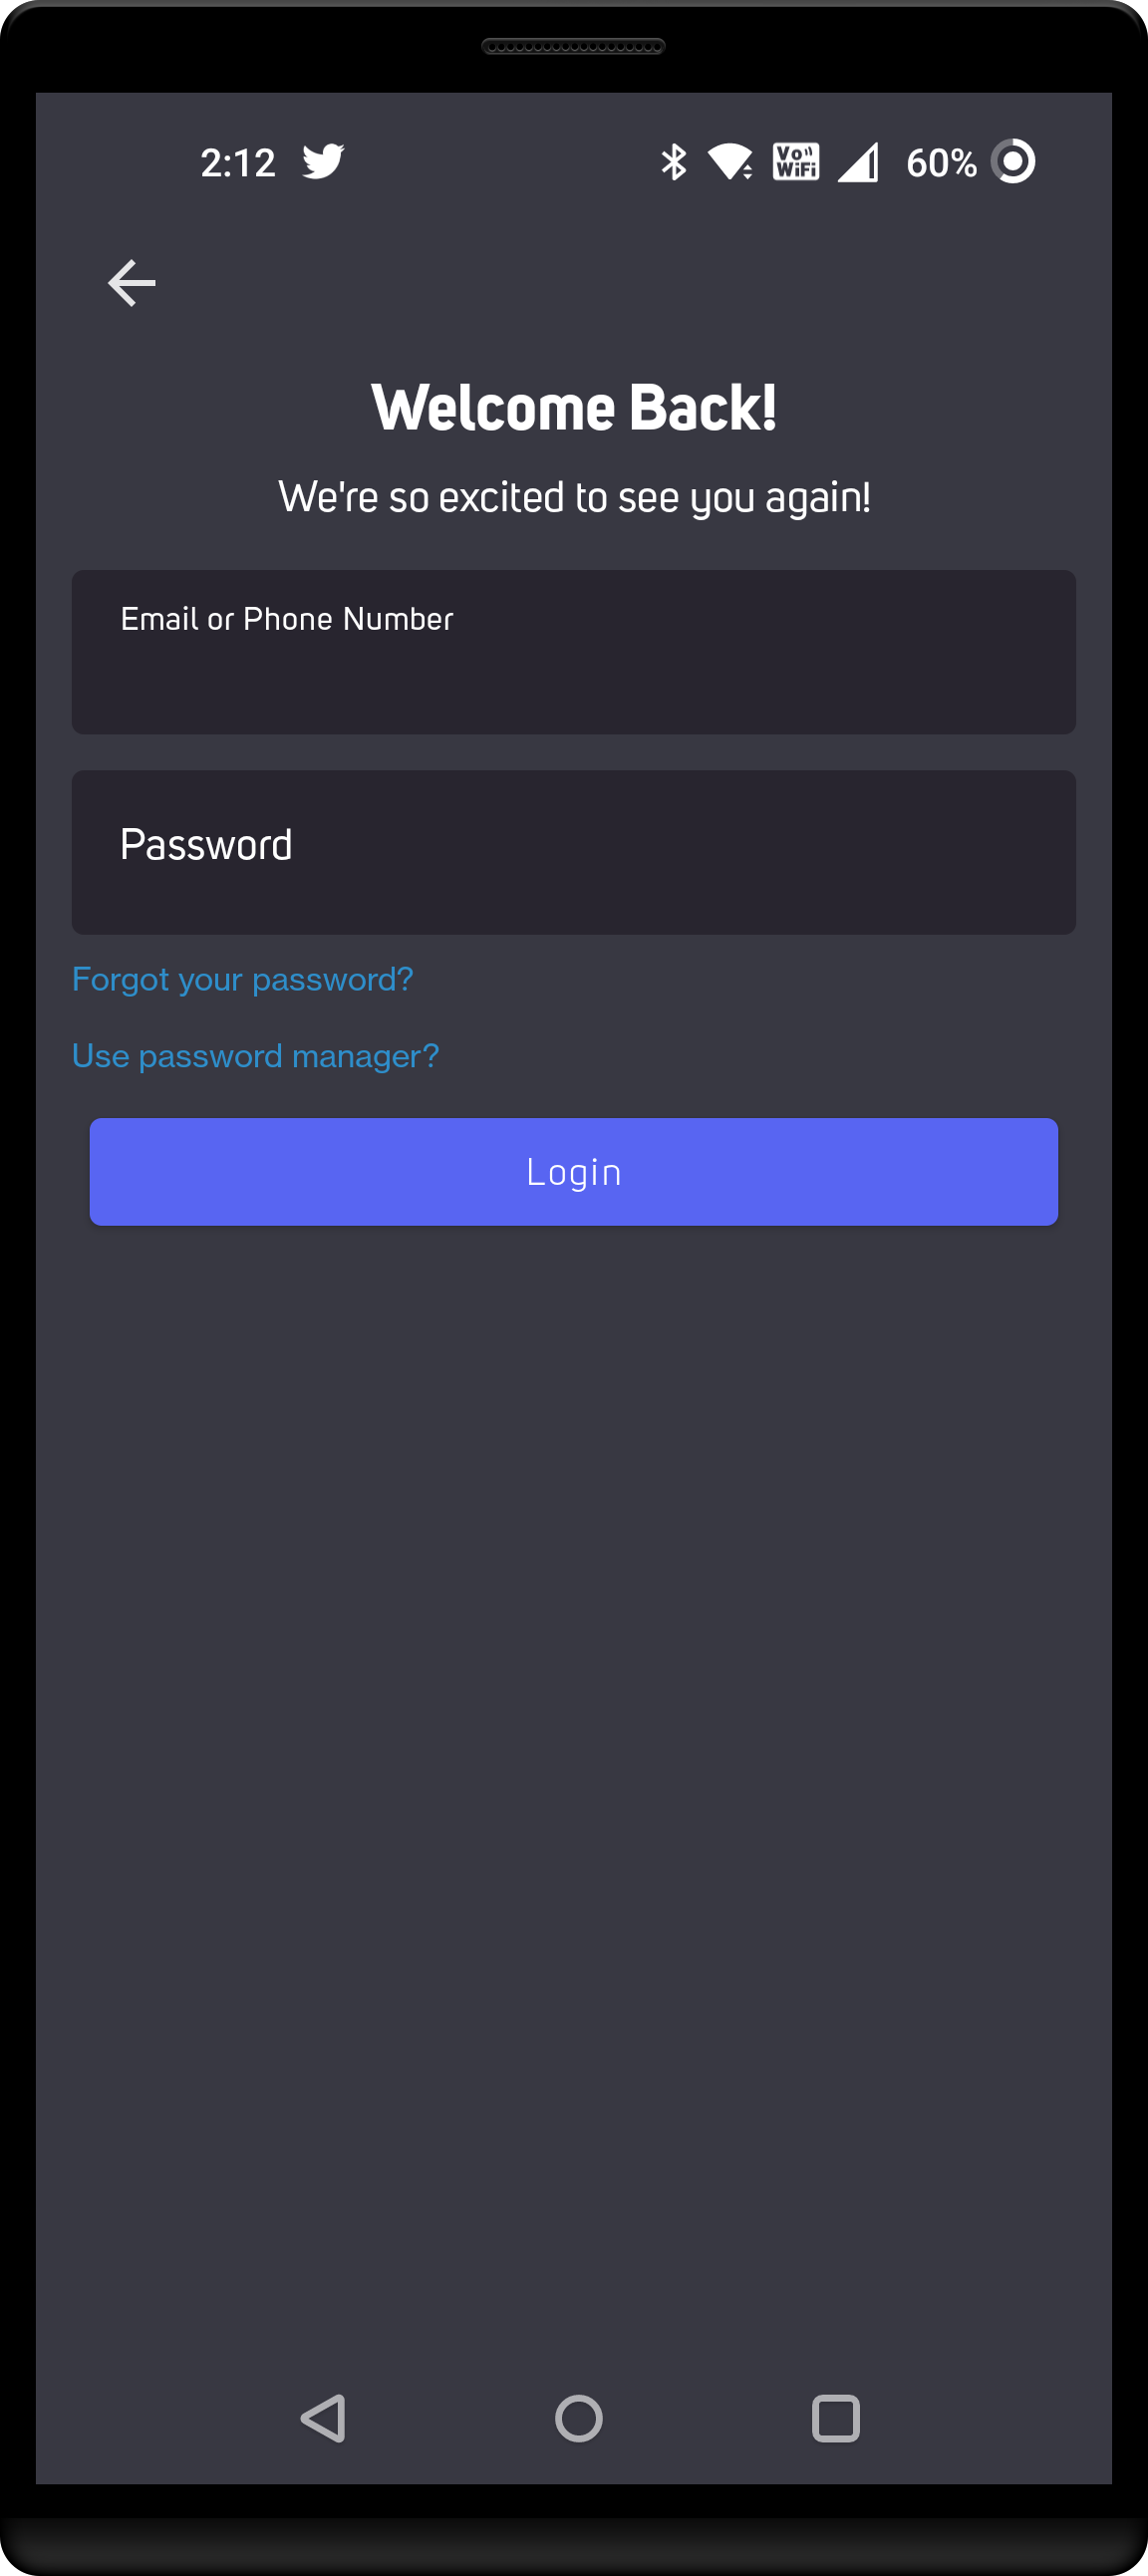 2:12 Vo WiFi 60%
Welcome Back!
We're so excited to see you again!
Email or Phone Number
Password
Forgot your password?
Use password manager?
Login